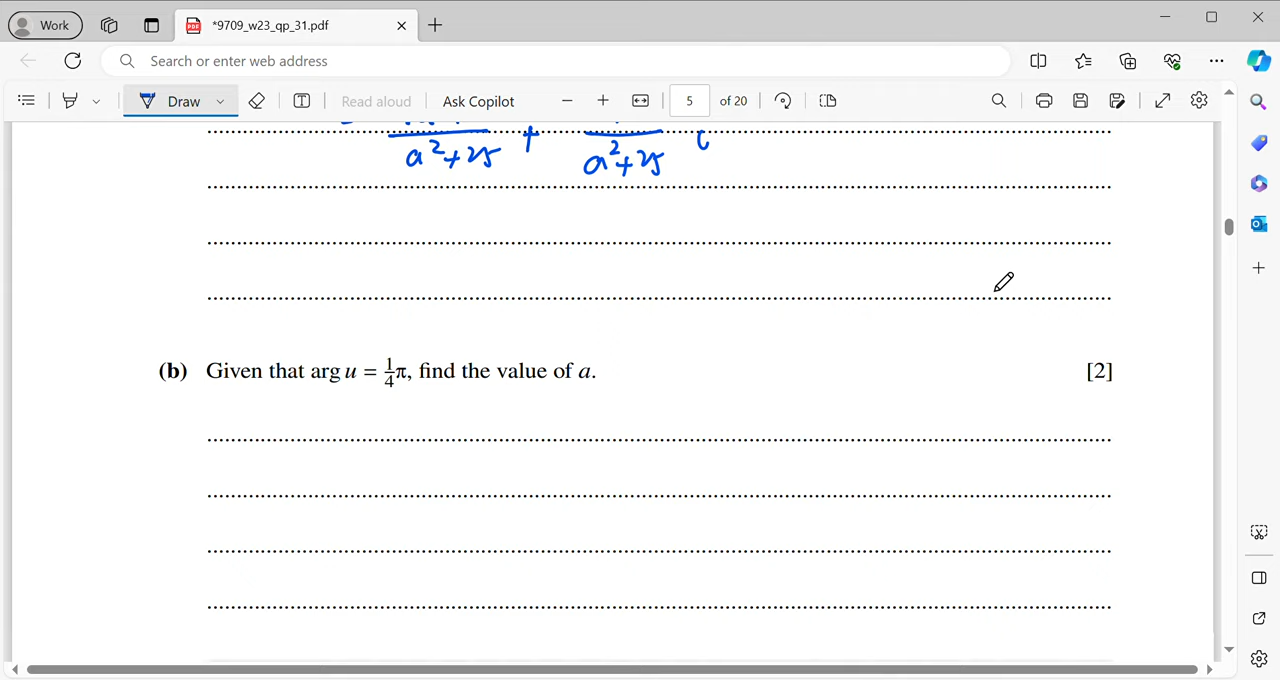 Work
*9709_w23_qp_31.pdf
Search or enter web address
Draw
Read aloud
Ask Copilot
5 of 20
a²+25 + a²+25
(b) Given that arg u = 1/4 π, find the value of a. [2]